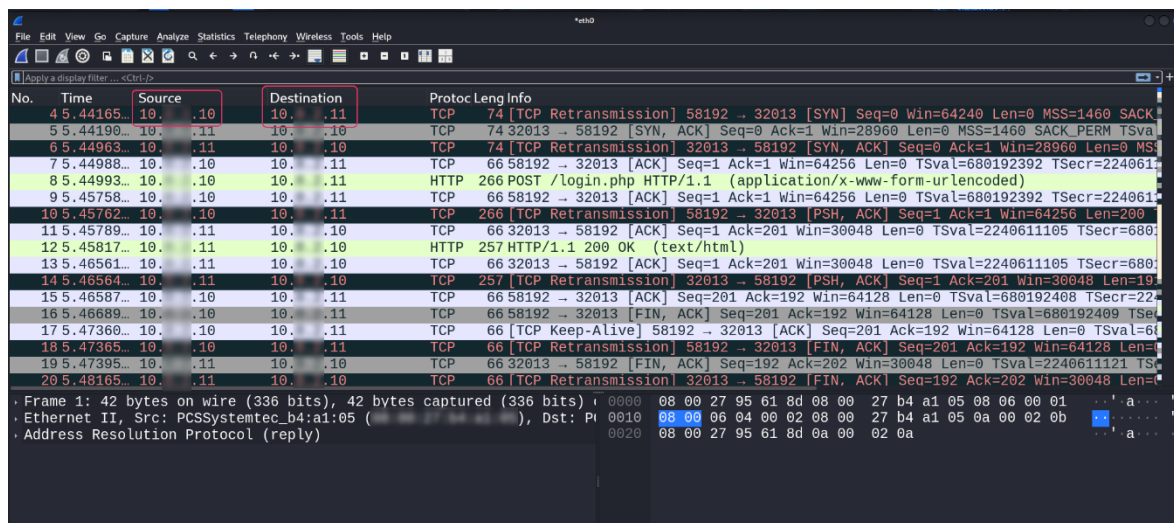 *eth0
File Edit View Go Capture Analyze Statistics Telephony Wireless Tools Help
Apply a display filter ... <Ctrl-/>
No. Time Source Destination Protoc Leng Info
4 5.44165… 10. .10 10. .11 TCP 74 [TCP Retransmission] 58192 → 32013 [SYN] Seq=0 Win=64240 Len=0 MSS=1460 SACK
5 5.44190… 10. .11 10. .10 TCP 74 32013 → 58192 [SYN, ACK] Seq=0 Ack=1 Win=28960 Len=0 MSS=1460 SACK_PERM TSva
6 5.44963… 10. .11 10. .10 TCP 74 [TCP Retransmission] 32013 → 58192 [SYN, ACK] Seq=0 Ack=1 Win=28960 Len=0 MSS
7 5.44988… 10. .10 10. .11 TCP 66 58192 → 32013 [ACK] Seq=1 Ack=1 Win=64256 Len=0 TSval=680192392 TSecr=224061
8 5.44993… 10. .10 10. .11 HTTP 266 POST /login.php HTTP/1.1 (application/x-www-form-urlencoded)
9 5.45758… 10. .10 10. .11 TCP 66 58192 → 32013 [ACK] Seq=1 Ack=1 Win=64256 Len=0 TSval=680192392 TSecr=224061
10 5.45762… 10. .10 10. .11 TCP 266 [TCP Retransmission] 58192 → 32013 [PSH, ACK] Seq=1 Ack=1 Win=64256 Len=200
11 5.45789… 10. .11 10. .10 TCP 66 32013 → 58192 [ACK] Seq=1 Ack=201 Win=30048 Len=0 TSval=2240611105 TSecr=680
12 5.45817… 10. .11 10. .10 HTTP 257 HTTP/1.1 200 OK (text/html)
13 5.46561… 10. .11 10. .10 TCP 66 32013 → 58192 [ACK] Seq=1 Ack=201 Win=30048 Len=0 TSval=2240611105 TSecr=680
14 5.46564… 10. .11 10. .10 TCP 257 [TCP Retransmission] 32013 → 58192 [PSH, ACK] Seq=1 Ack=201 Win=30048 Len=19
15 5.46587… 10. .10 10. .11 TCP 66 58192 → 32013 [ACK] Seq=201 Ack=192 Win=64128 Len=0 TSval=680192408 TSecr=22
16 5.46689… 10. .10 10. .11 TCP 66 58192 → 32013 [FIN, ACK] Seq=201 Ack=192 Win=64128 Len=0 TSval=680192409 TSe
17 5.47360… 10. .10 10. .11 TCP 66 [TCP Keep-Alive] 58192 → 32013 [ACK] Seq=201 Ack=192 Win=64128 Len=0 TSval=6
18 5.47365… 10. .10 10. .11 TCP 66 [TCP Retransmission] 58192 → 32013 [FIN, ACK] Seq=201 Ack=192 Win=64128 Len=
19 5.47395… 10. .11 10. .10 TCP 66 32013 → 58192 [FIN, ACK] Seq=192 Ack=202 Win=30048 Len=0 TSval=2240611121 TS
20 5.48165… 10. .11 10. .10 TCP 66 [TCP Retransmission] 32013 → 58192 [FIN, ACK] Seq=192 Ack=202 Win=30048 Len=
Frame 1: 42 bytes on wire (336 bits), 42 bytes captured (336 bits) 0000 08 00 27 95 61 8d 08 00 27 b4 a1 05 08 06 00 01 ··'·a···
Ethernet II, Src: PCSSystemtec_b4:a1:05 ( ), Dst: 0010 08 00 06 04 00 02 08 00 27 b4 a1 05 0a 00 02 0b
Address Resolution Protocol (reply) 0020 08 00 27 95 61 8d 0a 00 02 0a ··'·a···